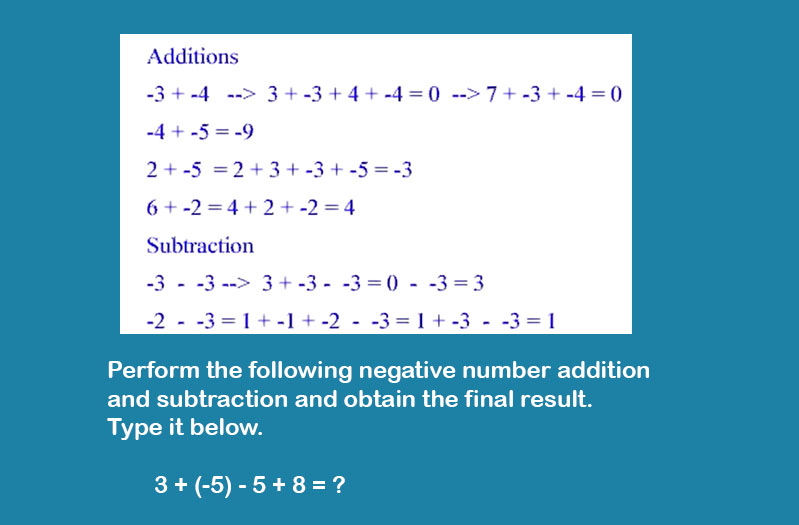 Additions
-3 + -4 --> 3 + -3 + 4 + -4 = 0 --> 7 + -3 + -4 = 0
-4 + -5 = -9
2 + -5 = 2 + 3 + -3 + -5 = -3
6 + -2 = 4 + 2 + -2 = 4
Subtraction
-3 - -3 --> 3 + -3 - -3 = 0 - -3 = 3
-2 - -3 = 1 + -1 + -2 - -3 = 1 + -3 - -3 = 1
Perform the following negative number addition
and subtraction and obtain the final result.
Type it below.
3 + (-5) - 5 + 8 = ?